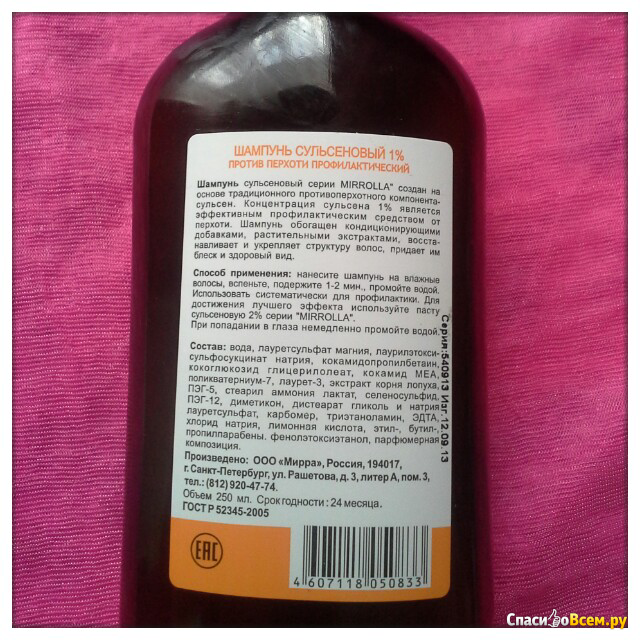 ШАМПУНЬ СУЛЬСЕНОВЫЙ 1%
ПРОТИВ ПЕРХОТИ ПРОФИЛАКТИЧЕСКИЙ
Шампунь сульсеновый серии MIRROLLA" создан на
основе традиционного противоперхотного компонента-
сульсен. Концентрация сульсена 1% является
эффективным профилактическим средством от
перхоти. Шампунь обогащен кондиционирующими
добавками, растительными экстрактами, восста-
навливает и укрепляет структуру волос, придает им
блеск и здоровый вид.
Способ применения: нанесите шампунь на влажные
волосы, вспеньте, подержите 1-2 мин., промойте водой.
Использовать систематически для профилактики. Для
достижения лучшего эффекта используйте пасту
сульсеновую 2% серии "MIRROLLA".
При попадании в глаза немедленно промойте водой.
Состав: вода, лауретсульфат магния, лаурилэтокси-
сульфосукцинат натрия, кокамидопропилбетаин,
кокоглюкозид глицерилолеат, кокамид МЕА,
поликватерниум-7, лаурет-3, экстракт корня лопуха,
ПЭГ-5, стеарил аммония лактат, селеносульфид,
ПЭГ-12, диметикон, дистеарат гликоль и натрия
лауретсульфат, карбомер, триэтаноламин, ЭДТА,
хлорид натрия, лимонная кислота, этил-, бутил-,
пропилпарабены. фенолэтоксиэтанол, парфюмерная
композиция.
Серия:540913 Изг.12.09.13
Произведено: ООО «Мирра», Россия, 194017,
г. Санкт-Петербург, ул. Рашетова, д. 3, литер А, пом. 3,
тел.: (812) 920-47-74.
Объем 250 мл. Срок годности: 24 месяца.
ГОСТ Р 52345-2005
EAC
4 607118 050833
СпасибоВсем.ру